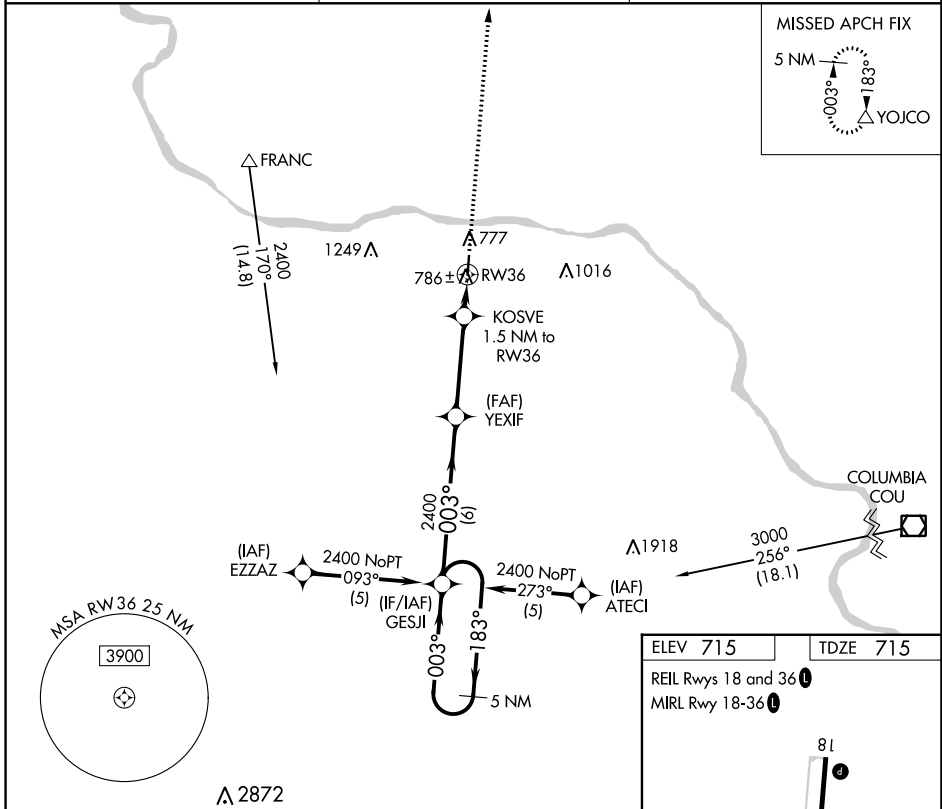 MISSED APCH FIX
5 NM
003°
183°
YOJCO
FRANC
2400
170°
(14.8)
1249
777
786±
RW36
1016
KOSVE
1.5 NM to
RW36
(FAF)
YEXIF
COLUMBIA
COU
2400
003°
(6)
3000
256°
(18.1)
1918
(IAF)
EZZAZ
2400 NoPT
093°
(5)
(IF/IAF)
GESJI
2400 NoPT
273°
(5)
(IAF)
ATECI
003°
183°
5 NM
MSA RW36 25 NM
3900
2872
ELEV 715
TDZE 715
REIL Rwys 18 and 36 L
MIRL Rwy 18-36 L
18
P